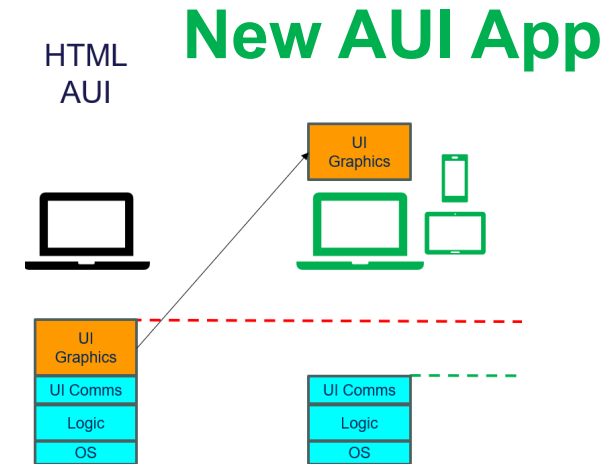 HTML
AUI
New AUI App
UI
Graphics
UI
Graphics
UI Comms
Logic
OS
UI Comms
Logic
OS